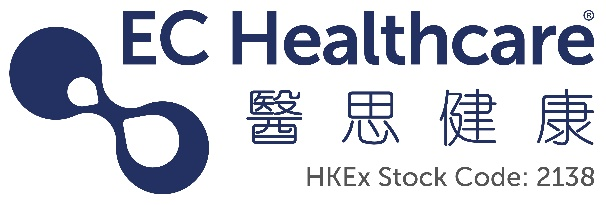 EC Healthcare®
醫思健康
HKEx Stock Code: 2138